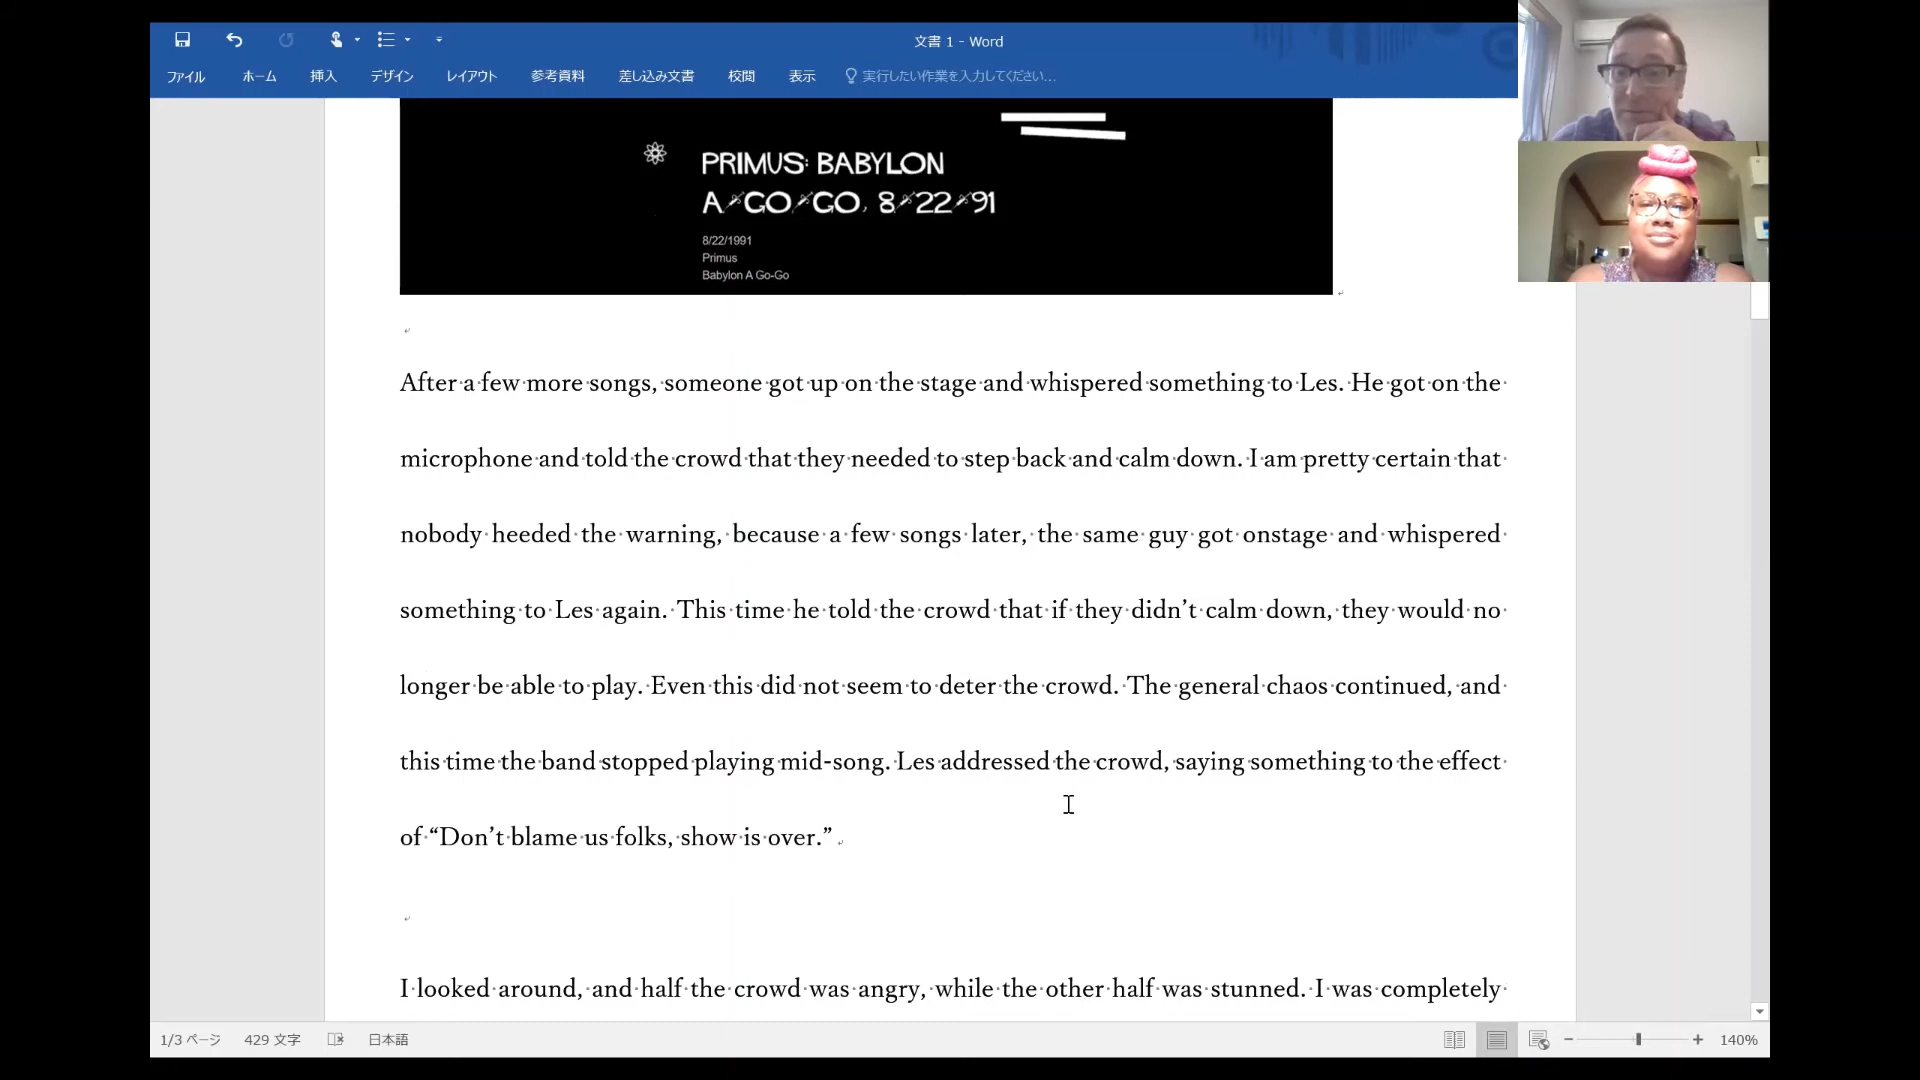 文書 1 - Word
ファイル ホーム 挿入 デザイン レイアウト 参考資料 差し込み文書 校閲 表示 実行したい作業を入力してください...
PRIMUS: BABYLON
A GO GO, 8/22/91
8/22/1991
Primus
Babylon A Go-Go
After a few more songs, someone got up on the stage and whispered something to Les. He got on the
microphone and told the crowd that they needed to step back and calm down. I am pretty certain that
nobody heeded the warning, because a few songs later, the same guy got onstage and whispered
something to Les again. This time he told the crowd that if they didn’t calm down, they would no
longer be able to play. Even this did not seem to deter the crowd. The general chaos continued, and
this time the band stopped playing mid-song. Les addressed the crowd, saying something to the effect
of “Don’t blame us folks, show is over.”
I looked around, and half the crowd was angry, while the other half was stunned. I was completely
1/3 ページ 429 文字 日本語 140%